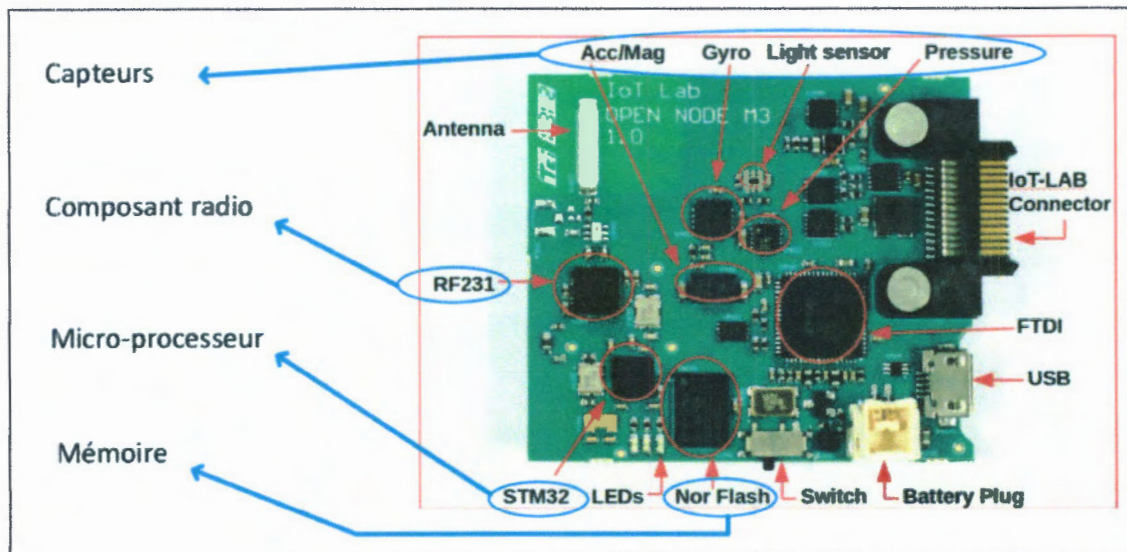 Capteurs
Acc/Mag Gyro Light sensor Pressure
IoT Lab
OPEN NODE M3
1.0
Antenna
IoT-LAB
Connector
Composant radio
RF231
FTDI
Micro-processeur
USB
Mémoire
STM32 LEDs Nor Flash Switch Battery Plug